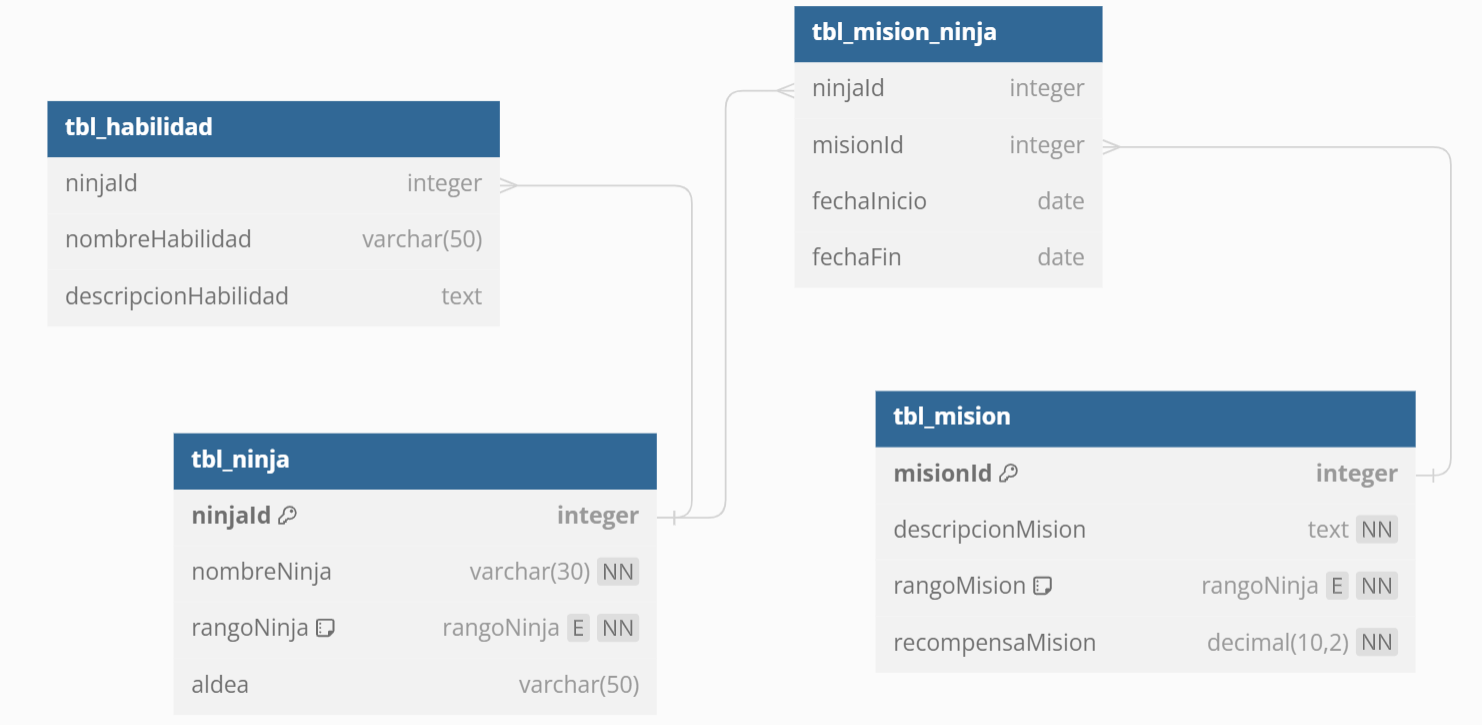 tbl_mision_ninja
ninjaId integer
misionId integer
fechaInicio date
fechaFin date
tbl_habilidad
ninjaId integer
nombreHabilidad varchar(50)
descripcionHabilidad text
tbl_ninja
ninjaId integer
nombreNinja varchar(30) NN
rangoNinja rangoNinja E NN
aldea varchar(50)
tbl_mision
misionId integer
descripcionMision text NN
rangoMision rangoNinja E NN
recompensaMision decimal(10,2) NN